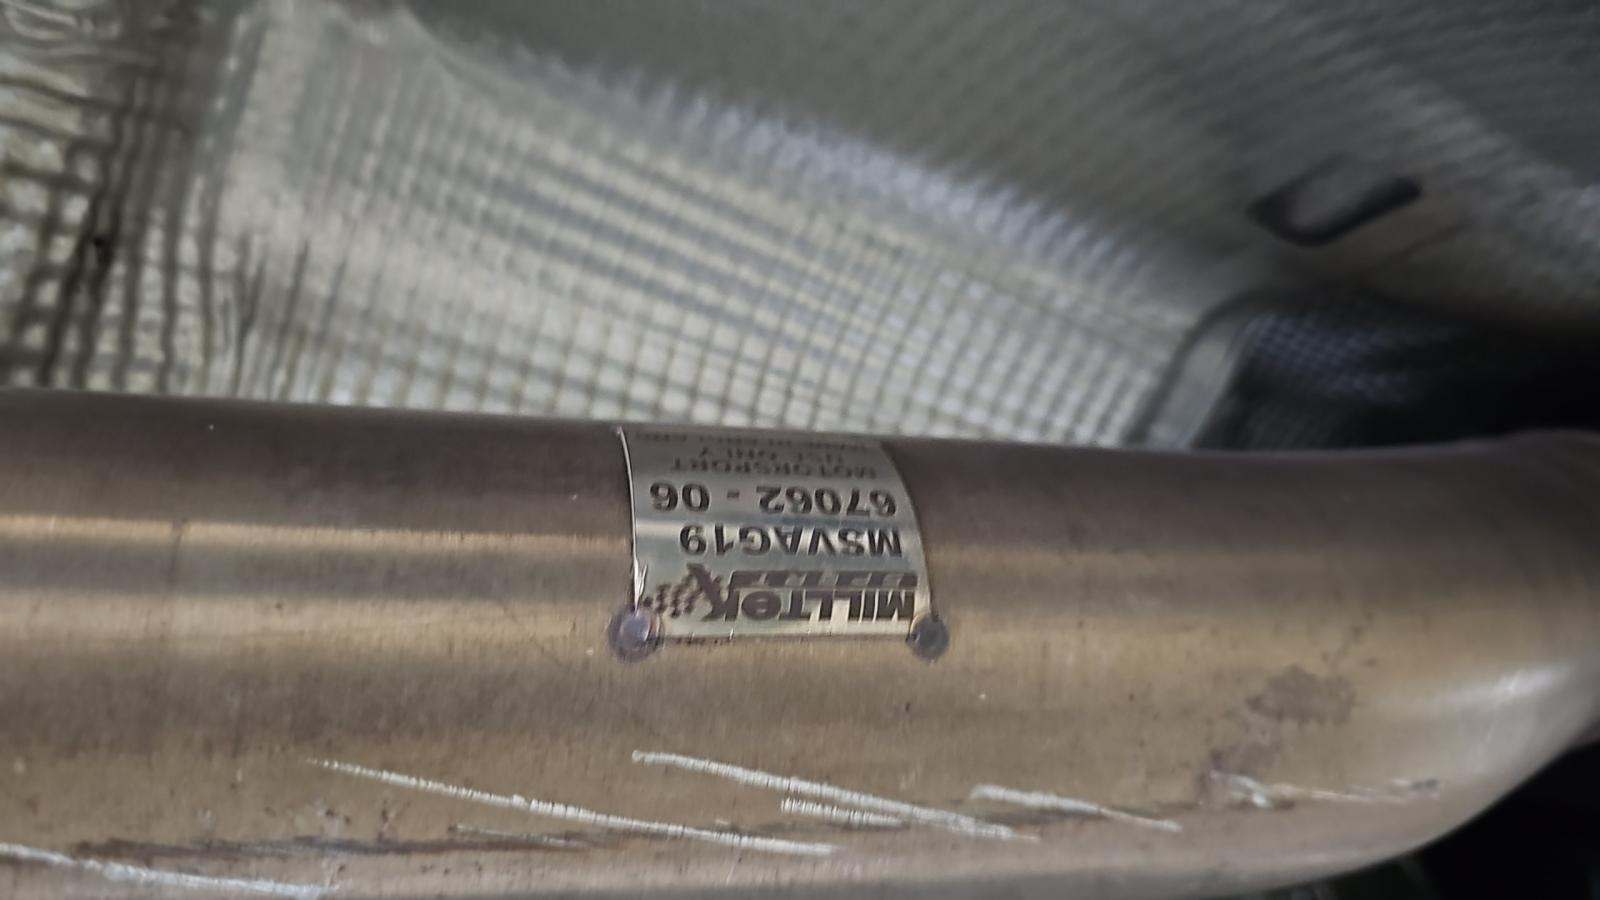 MILLTEK
MSVAG19
67062 - 06
MOTORSPORT
USE ONLY